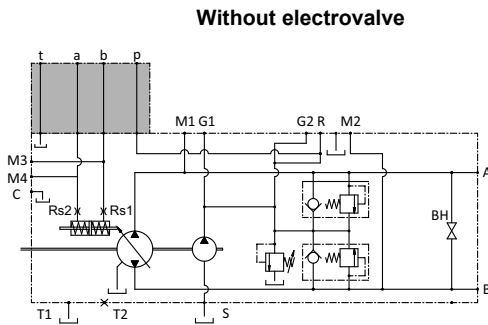 Without electrovalve
t a b p
M1 G1 G2 R M2
M3
M4
C
A
Rs2 Rs1
BH
B
T1 T2 S